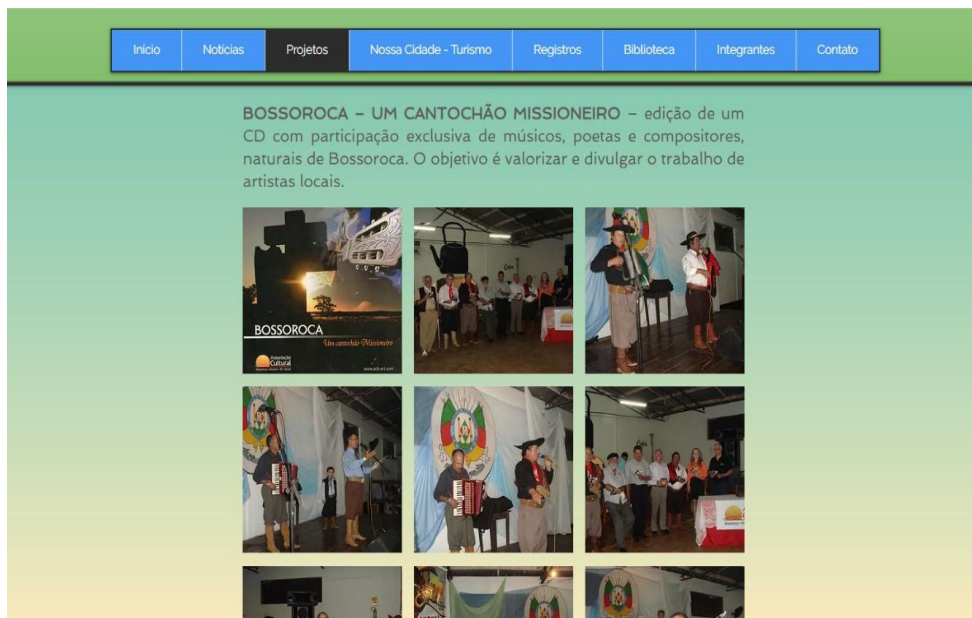 Início
Notícias
Projetos
Nossa Cidade - Turismo
Registros
Biblioteca
Integrantes
Contato
BOSSOROCA – UM CANTOCHÃO MISSIONEIRO – edição de um
CD com participação exclusiva de músicos, poetas e compositores,
naturais de Bossoroca. O objetivo é valorizar e divulgar o trabalho de
artistas locais.
BOSSOROCA
Um cantochão Missioneiro
Associação
Cultural